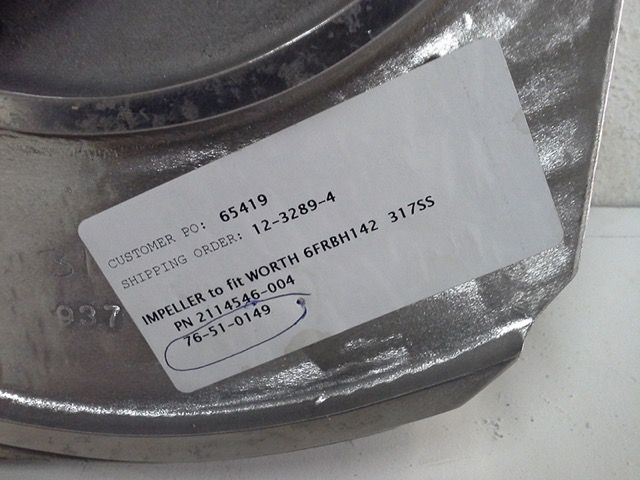 CUSTOMER PO: 65419
SHIPPING ORDER: 12-3289-4
IMPELLER to fit WORTH 6FRBH142 317SS
PN 2114546-004
76-51-0149
937